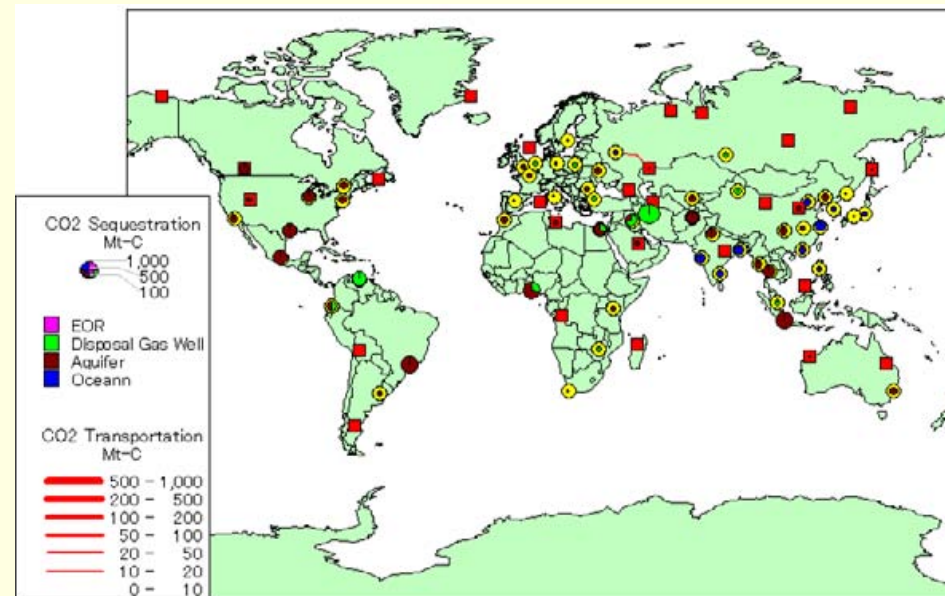 CO2 Sequestration
Mt-C
1,000
500
100
EOR
Disposal Gas Well
Aquifer
Oceann
CO2 Transportation
Mt-C
500 - 1,000
200 - 500
100 - 200
50 - 100
20 - 50
10 - 20
0 - 10